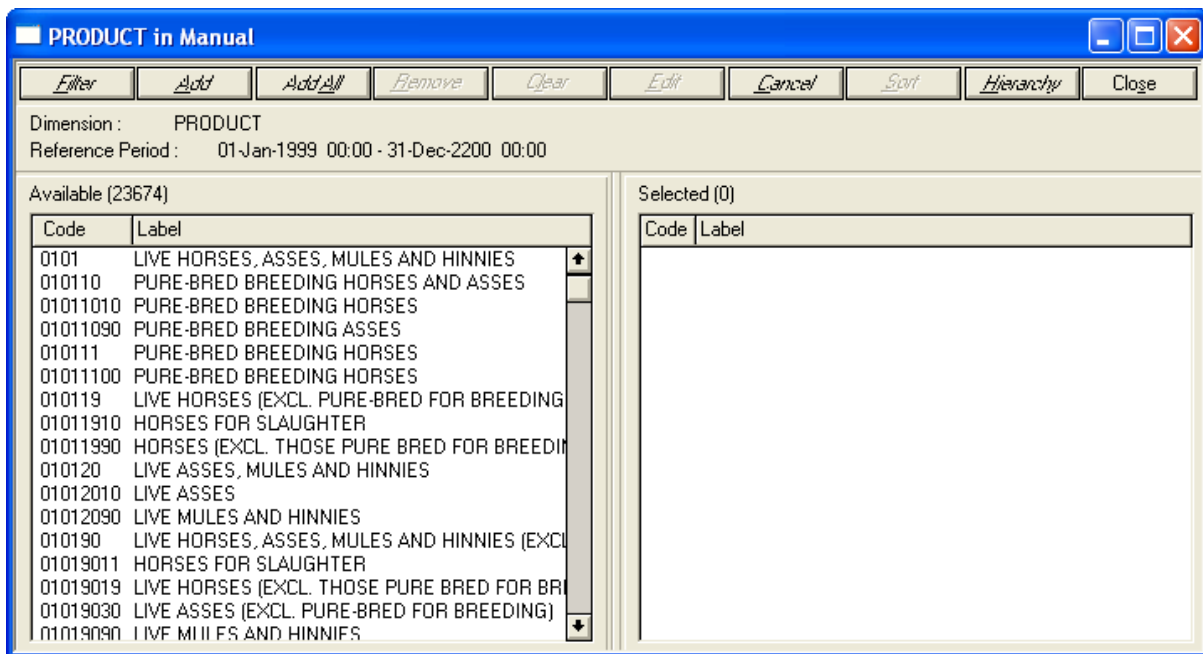 PRODUCT in Manual
Filter Add Add All Remove Clear Edit Cancel Sort Hierarchy Close
Dimension : PRODUCT
Reference Period : 01-Jan-1999 00:00 - 31-Dec-2200 00:00
Available (23674)
Code Label
0101 LIVE HORSES, ASSES, MULES AND HINNIES
010110 PURE-BRED BREEDING HORSES AND ASSES
01011010 PURE-BRED BREEDING HORSES
01011090 PURE-BRED BREEDING ASSES
010111 PURE-BRED BREEDING HORSES
01011100 PURE-BRED BREEDING HORSES
010119 LIVE HORSES (EXCL. PURE-BRED FOR BREEDING
01011910 HORSES FOR SLAUGHTER
01011990 HORSES (EXCL. THOSE PURE BRED FOR BREEDIN
010120 LIVE ASSES, MULES AND HINNIES
01012010 LIVE ASSES
01012090 LIVE MULES AND HINNIES
010190 LIVE HORSES, ASSES, MULES AND HINNIES (EXCL
01019011 HORSES FOR SLAUGHTER
01019019 LIVE HORSES (EXCL. THOSE PURE BRED FOR BRE
01019030 LIVE ASSES (EXCL. PURE-BRED FOR BREEDING)
01019090 LIVE MULES AND HINNIES
Selected (0)
Code Label